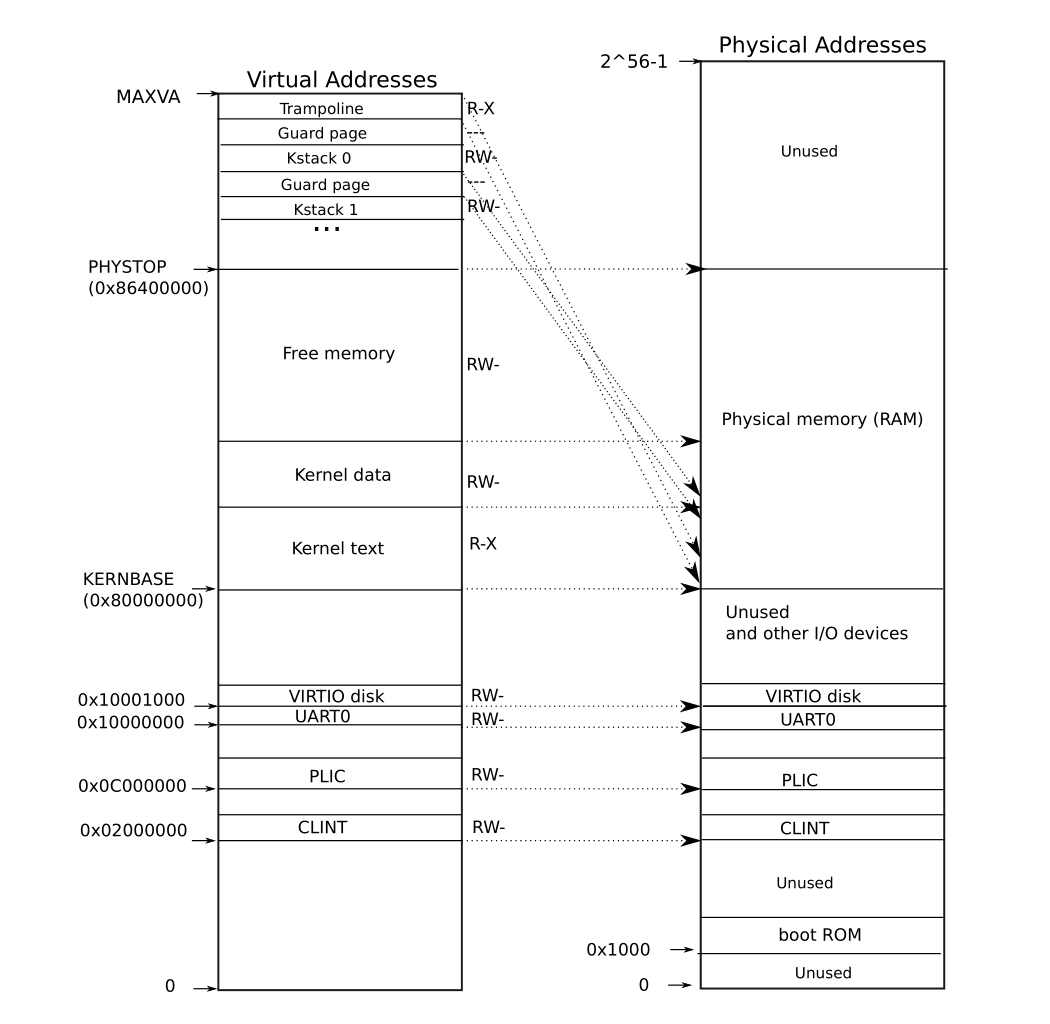 Physical Addresses
2^56-1
Virtual Addresses
MAXVA
Trampoline
R-X
Guard page
---
Kstack 0
RW-
Guard page
---
Kstack 1
RW-
...
Unused
PHYSTOP
(0x86400000)
Free memory
RW-
Physical memory (RAM)
Kernel data
RW-
Kernel text
R-X
KERNBASE
(0x80000000)
Unused
and other I/O devices
0x10001000
VIRTIO disk
RW-
VIRTIO disk
0x10000000
UART0
RW-
UART0
0x0C000000
PLIC
RW-
PLIC
0x02000000
CLINT
RW-
CLINT
Unused
boot ROM
0x1000
Unused
0
0